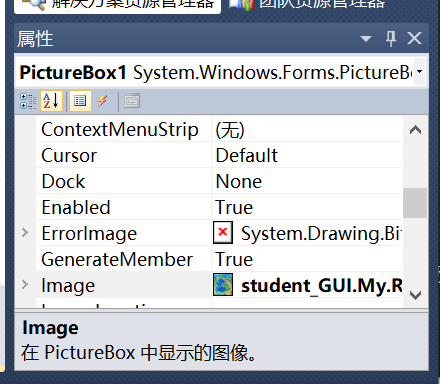 解决方案资源管理器 团队资源管理器
属性
PictureBox1 System.Windows.Forms.PictureBo
ContextMenuStrip (无)
Cursor Default
Dock None
Enabled True
ErrorImage System.Drawing.Bit
GenerateMember True
Image student_GUI.My.R
Image
在 PictureBox 中显示的图像。